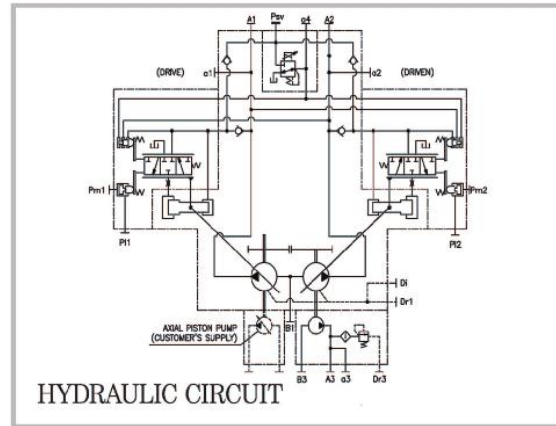 A1 Psv a4 A2
(DRIVE) a1 a2 (DRIVEN)
Pm1 Pm2
Pl1 Pl2
Di
Dr1
B1
AXIAL PISTON PUMP
(CUSTOMER'S SUPPLY)
B3 A3 a3 Dr3
HYDRAULIC CIRCUIT